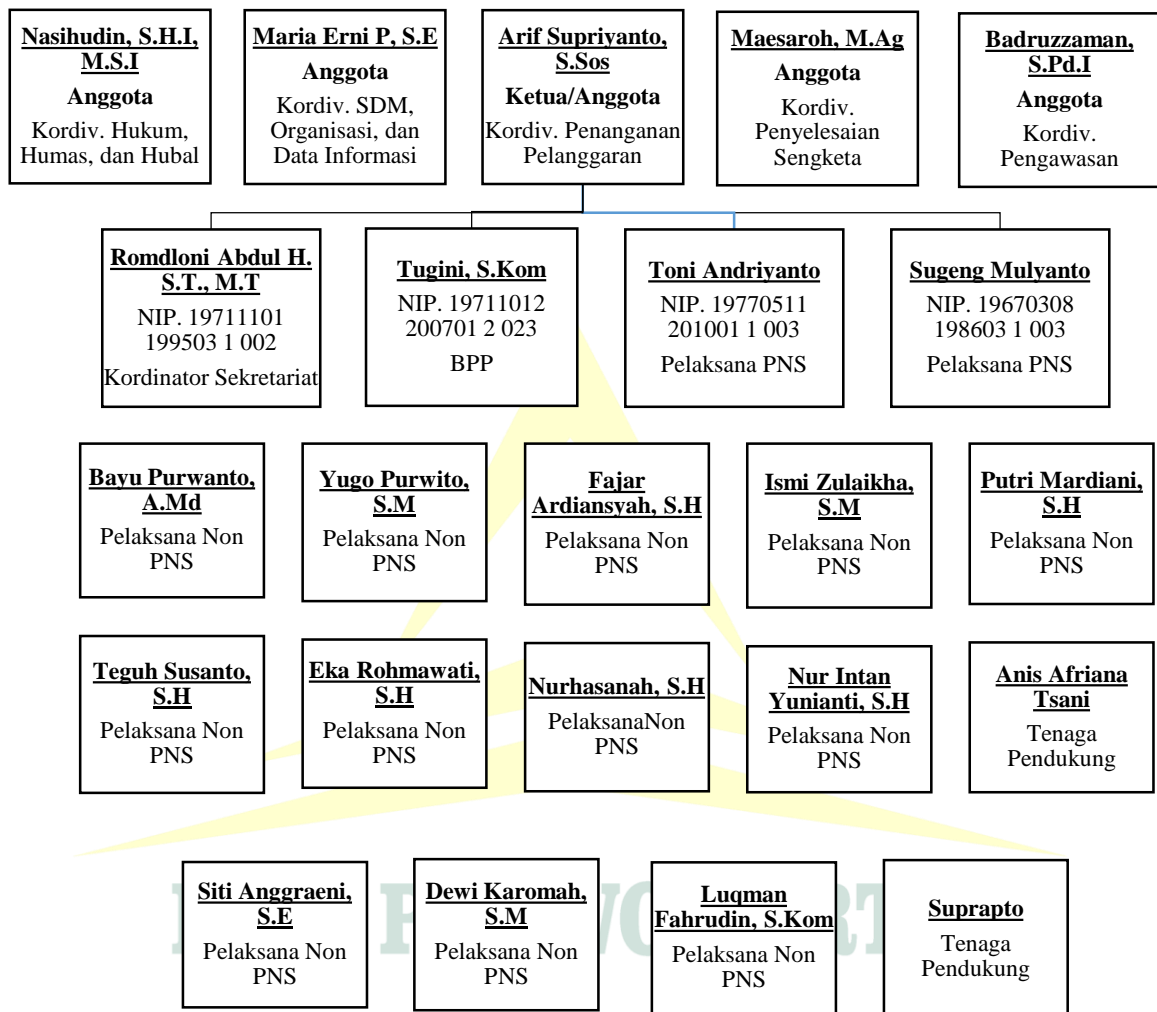 Nasihudin, S.H.I,
M.S.I
Anggota
Kordiv. Hukum,
Humas, dan Hubal
Maria Erni P, S.E
Anggota
Kordiv. SDM,
Organisasi, dan
Data Informasi
Arif Supriyanto,
S.Sos
Ketua/Anggota
Kordiv. Penanganan
Pelanggaran
Maesaroh, M.Ag
Anggota
Kordiv.
Penyelesaian
Sengketa
Badruzzaman,
S.Pd.I
Anggota
Kordiv.
Pengawasan
Romdloni Abdul H.
S.T., M.T
NIP. 19711101
199503 1 002
Kordinator Sekretariat
Tugini, S.Kom
NIP. 19711012
200701 2 023
BPP
Toni Andriyanto
NIP. 19770511
201001 1 003
Pelaksana PNS
Sugeng Mulyanto
NIP. 19670308
198603 1 003
Pelaksana PNS
Bayu Purwanto,
A.Md
Pelaksana Non
PNS
Yugo Purwito,
S.M
Pelaksana Non
PNS
Fajar
Ardiansyah, S.H
Pelaksana Non
PNS
Ismi Zulaikha,
S.M
Pelaksana Non
PNS
Putri Mardiani,
S.H
Pelaksana Non
PNS
Teguh Susanto,
S.H
Pelaksana Non
PNS
Eka Rohmawati,
S.H
Pelaksana Non
PNS
Nurhasanah, S.H
PelaksanaNon
PNS
Nur Intan
Yunianti, S.H
Pelaksana Non
PNS
Anis Afriana
Tsani
Tenaga
Pendukung
Siti Anggraeni,
S.E
Pelaksana Non
PNS
Dewi Karomah,
S.M
Pelaksana Non
PNS
Luqman
Fahrudin, S.Kom
Pelaksana Non
PNS
Suprapto
Tenaga
Pendukung